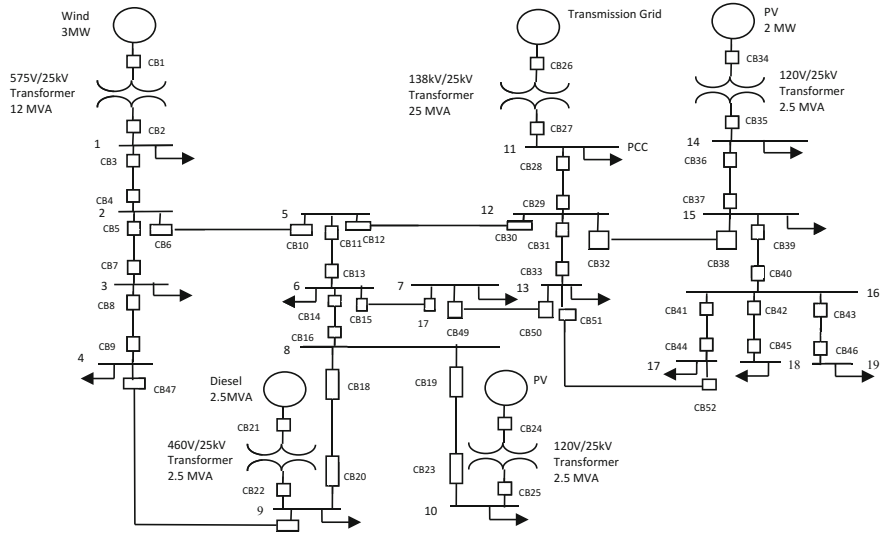 Wind
3MW
Transmission Grid
PV
2 MW
CB1
CB26
CB34
575V/25kV
Transformer
12 MVA
138kV/25kV
Transformer
25 MVA
120V/25kV
Transformer
2.5 MVA
CB2
CB27
CB35
1
11
PCC
14
CB3
CB28
CB36
CB4
CB29
CB37
2
5
12
15
CB5
CB6
CB10
CB11
CB12
CB30
CB31
CB32
CB38
CB39
CB7
CB13
CB33
CB40
3
6
7
13
16
CB8
CB14
CB15
17
CB49
CB50
CB51
CB41
CB42
CB43
CB9
CB16
CB44
CB45
CB46
4
8
17
18
19
CB47
Diesel
2.5MVA
CB18
CB19
PV
CB52
CB21
CB24
460V/25kV
Transformer
2.5 MVA
120V/25kV
Transformer
2.5 MVA
CB20
CB23
CB22
CB25
9
10